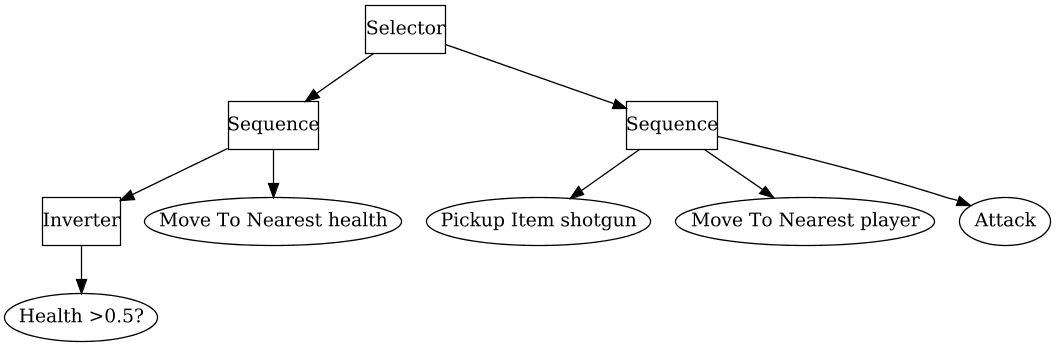 Selector
Sequence
Sequence
Inverter
Move To Nearest health
Pickup Item shotgun
Move To Nearest player
Attack
Health >0.5?